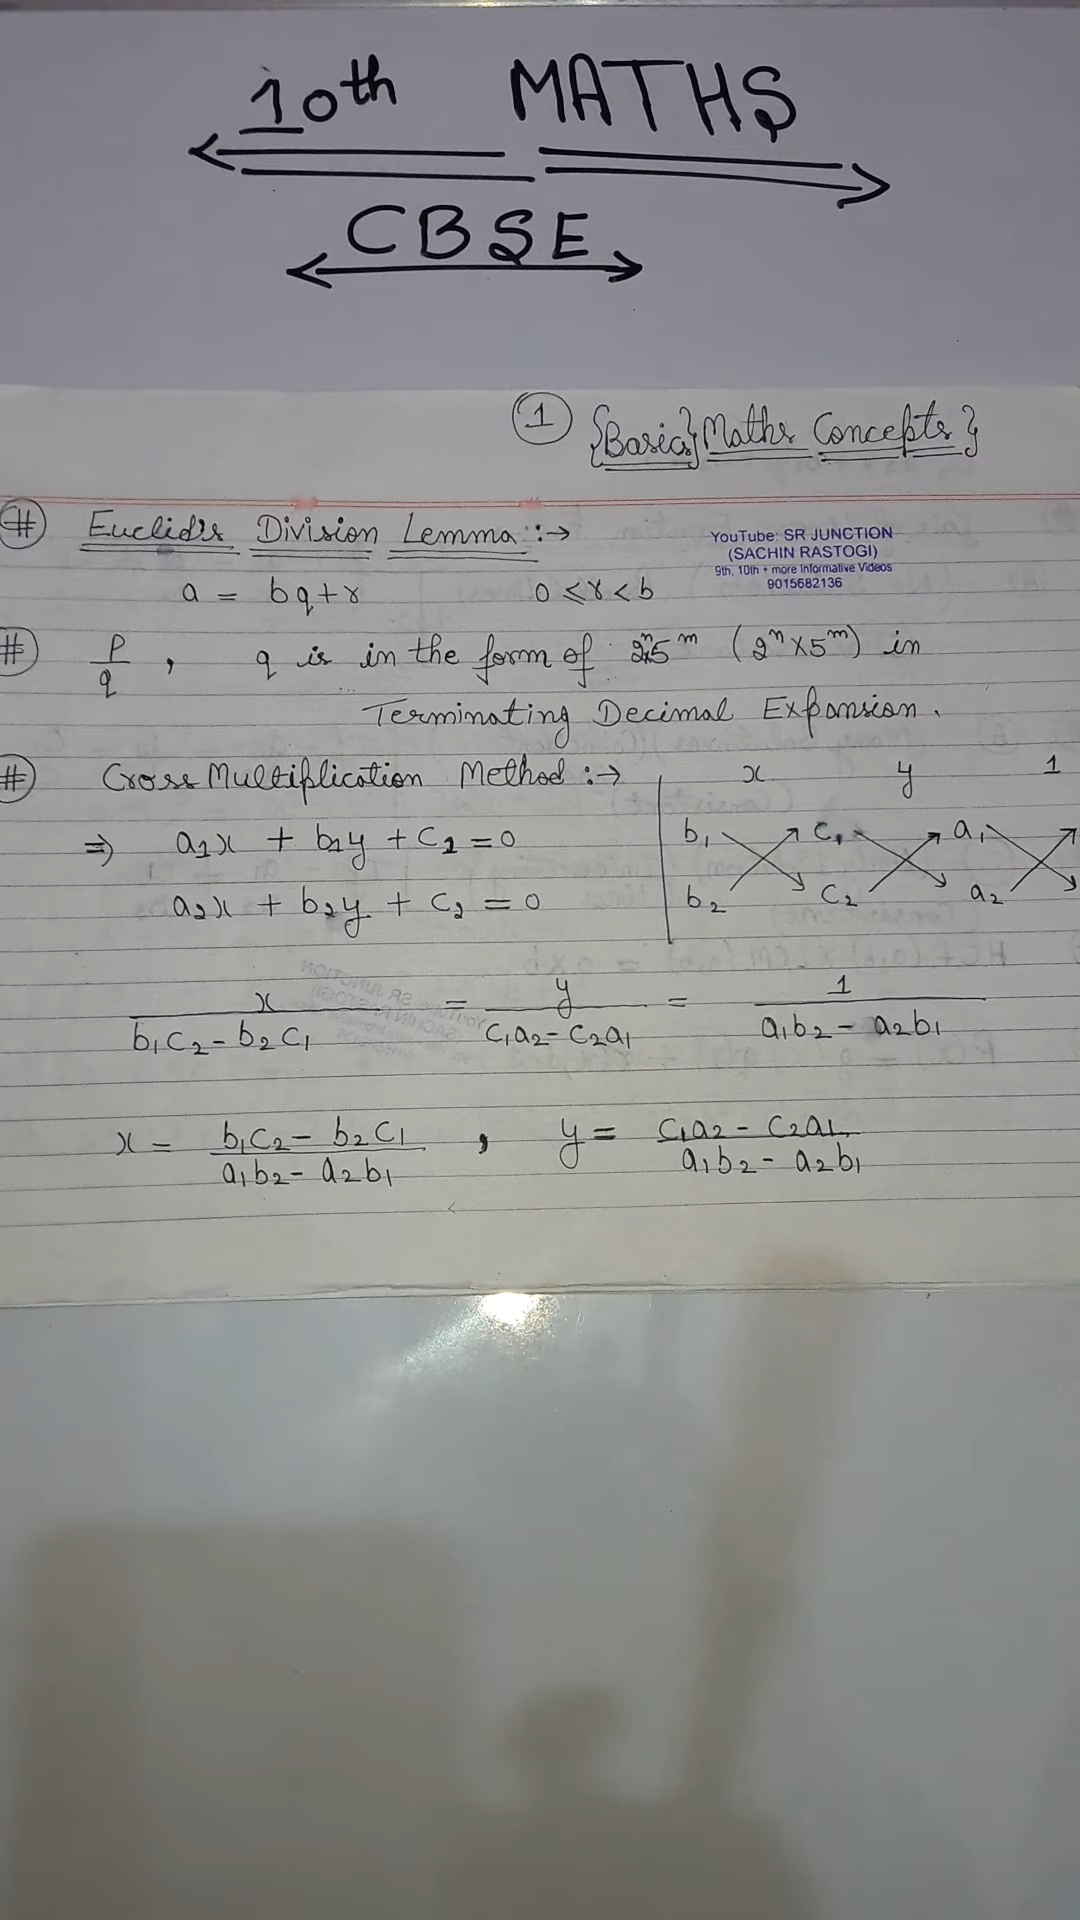 10th MATHS
CBSE
1 {Basics} Maths Concepts}
# Euclid's Division Lemma :→
YouTube: SR JUNCTION
(SACHIN RASTOGI)
9th, 10th + more Informative Videos
9015682136
a = bq+r 0 ≤ r < b
# p/q , q is in the form of 2ⁿ×5ᵐ (2ⁿ×5ᵐ) in
Terminating Decimal Expansion.
# Cross Multiplication Method :→
x y 1
⇒ a₁x + b₁y + c₁ = 0
b₁ c₁ a₁
a₂x + b₂y + c₂ = 0
b₂ c₂ a₂
x/(b₁c₂ - b₂c₁) = y/(c₁a₂ - c₂a₁) = 1/(a₁b₂ - a₂b₁)
x = (b₁c₂ - b₂c₁)/(a₁b₂ - a₂b₁) , y = (c₁a₂ - c₂a₁)/(a₁b₂ - a₂b₁)